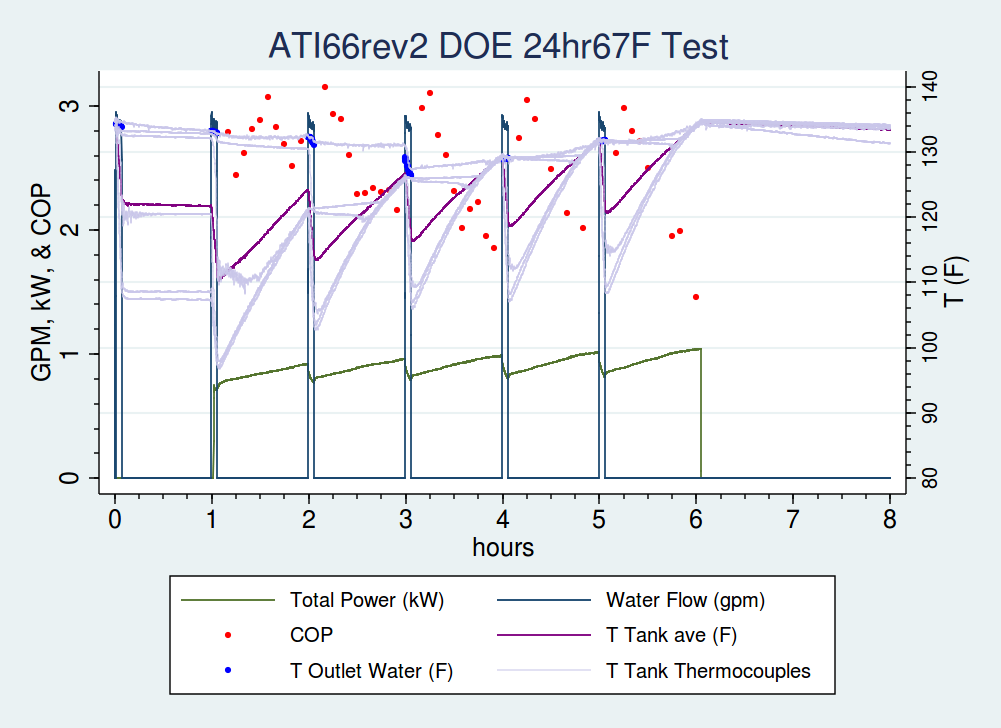 ATI66rev2 DOE 24hr67F Test
GPM, kW, & COP
3
2
1
0
140
130
120
110
100
90
80
T (F)
0 1 2 3 4 5 6 7 8
hours
Total Power (kW) Water Flow (gpm)
COP T Tank ave (F)
T Outlet Water (F) T Tank Thermocouples